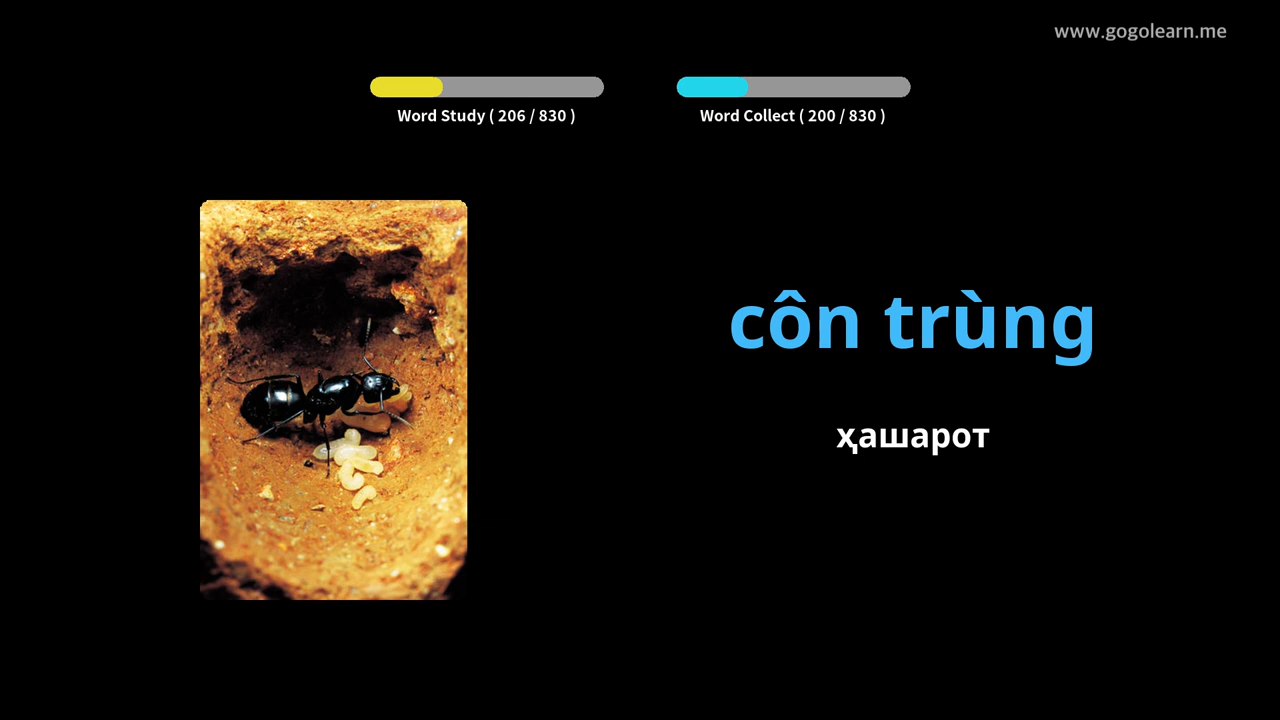 www.gogolearn.me
Word Study ( 206 / 830 )
Word Collect ( 200 / 830 )
côn trùng
ҳашарот